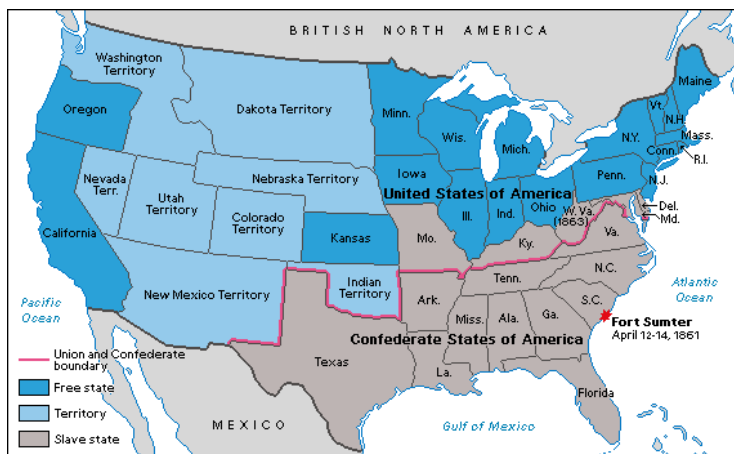 BRITISH NORTH AMERICA
Washington
Territory
Oregon
Dakota Territory
Minn.
Wis.
Mich.
Maine
Vt.
N.H.
N.Y.
Mass.
Conn.
R.I.
Nevada
Terr.
Utah
Territory
Nebraska Territory
Iowa
Penn.
N.J.
United States of America
Colorado
Territory
Ill.
Ind.
Ohio
W. Va.
(1863)
Del.
Md.
California
Kansas
Mo.
Ky.
Va.
New Mexico Territory
Indian
Territory
Tenn.
N.C.
Ark.
S.C.
Atlantic
Ocean
Pacific
Ocean
Miss.
Ala.
Ga.
Fort Sumter
April 12-14, 1861
Confederate States of America
Texas
La.
Florida
Union and Confederate
boundary
Free state
Territory
Slave state
MEXICO
Gulf of Mexico